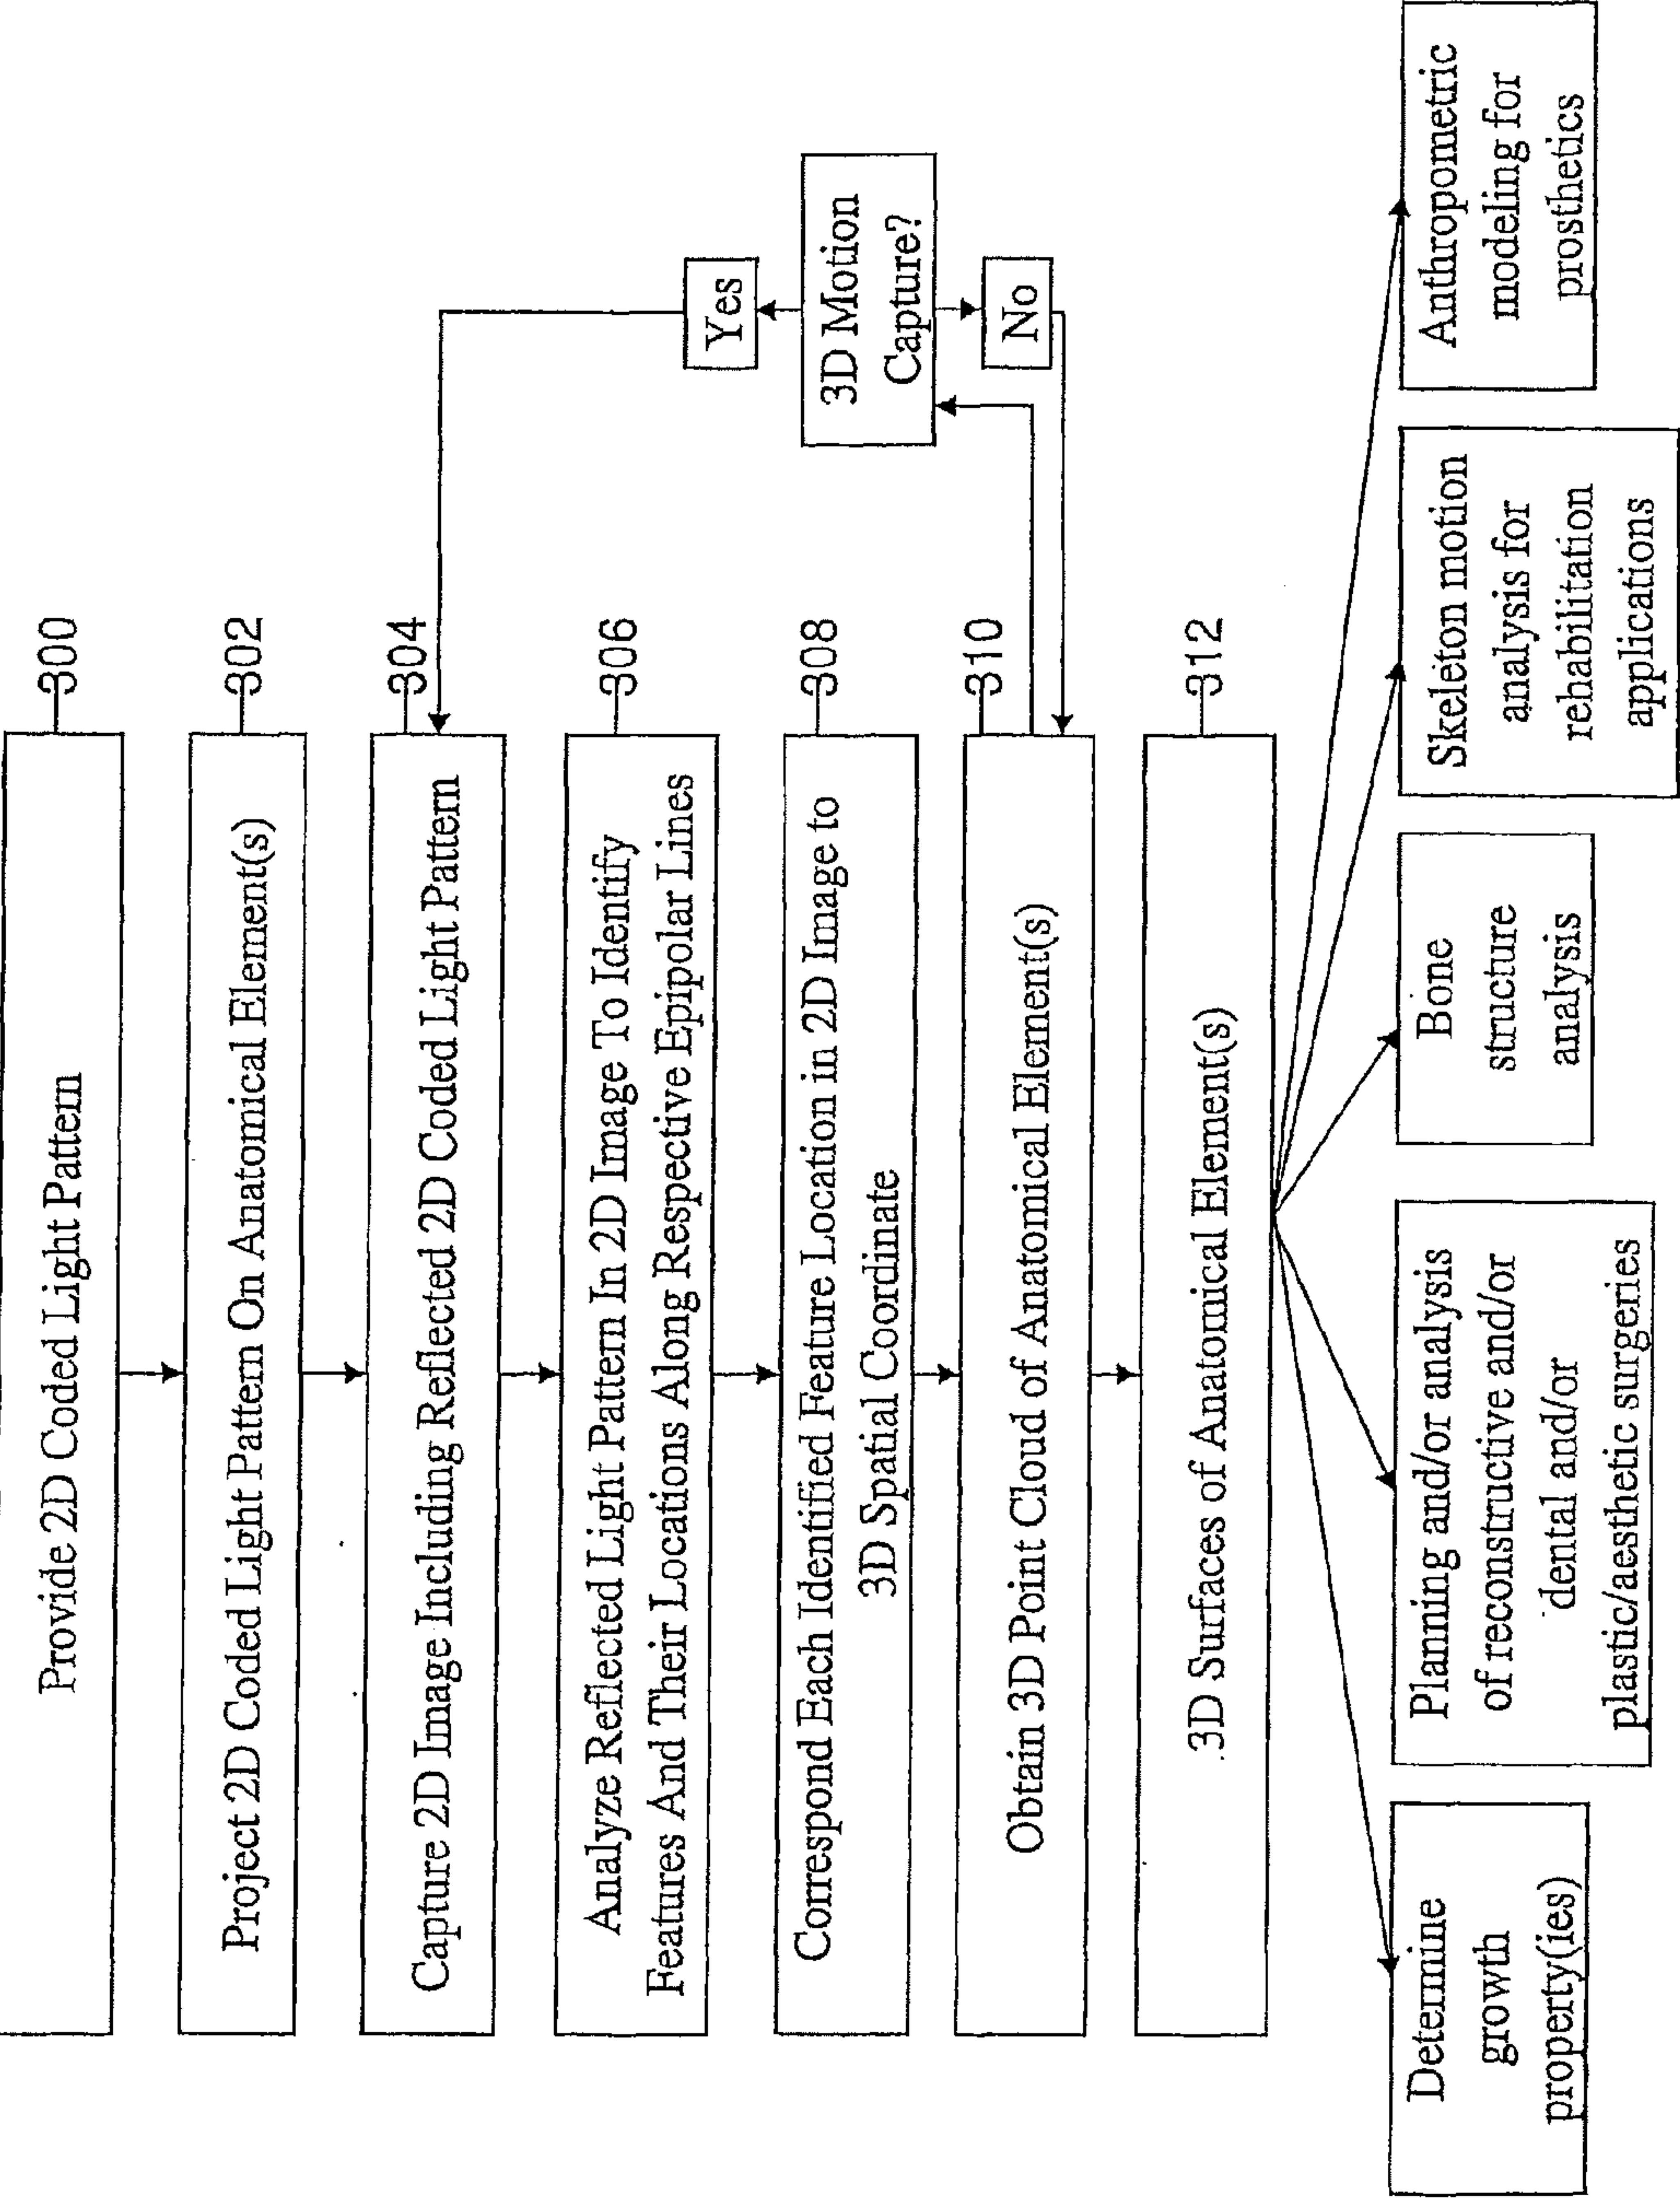 Provide 2D Coded Light Pattern
300
Project 2D Coded Light Pattern On Anatomical Element(s)
302
Capture 2D Image Including Reflected 2D Coded Light Pattern
304
Analyze Reflected Light Pattern In 2D Image To Identify
Features And Their Locations Along Respective Epipolar Lines
306
Correspond Each Identified Feature Location in 2D Image to
3D Spatial Coordinate
308
Obtain 3D Point Cloud of Anatomical Element(s)
310
3D Surfaces of Anatomical Element(s)
312
Yes
3D Motion
Capture?
No
Determine
growth
property(ies)
Planning and/or analysis
of reconstructive and/or
dental and/or
plastic/aesthetic surgeries
Bone
structure
analysis
Skeleton motion
analysis for
rehabilitation
applications
Anthropometric
modeling for
prosthetics